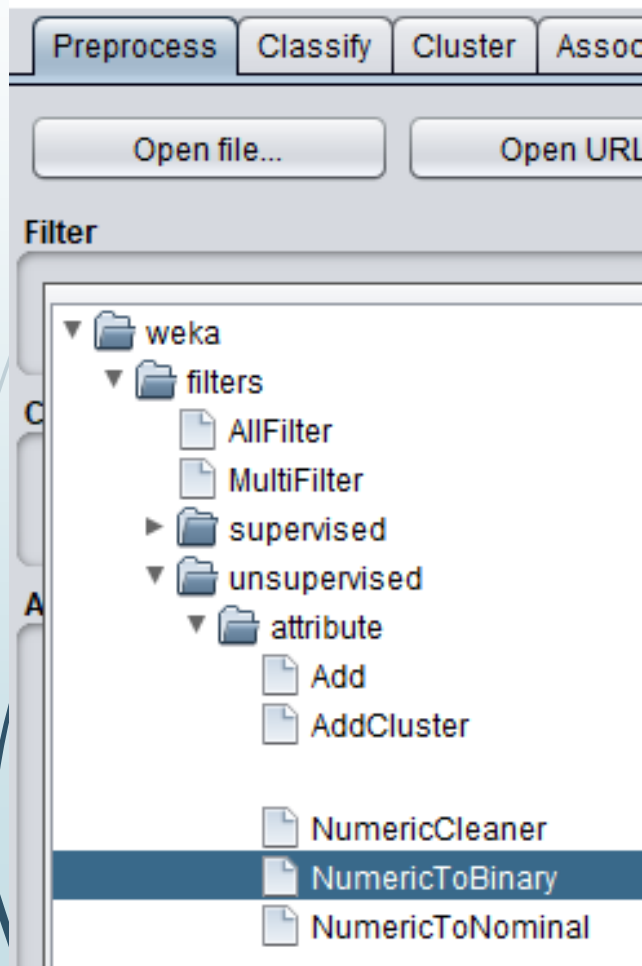 Preprocess Classify Cluster Assoc
Open file... Open URL
Filter
weka
filters
AllFilter
MultiFilter
supervised
unsupervised
attribute
Add
AddCluster
NumericCleaner
NumericToBinary
NumericToNominal